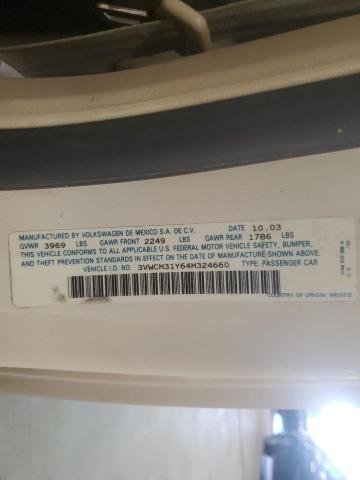 MANUFACTURED BY VOLKSWAGEN DE MEXICO S.A. DE C.V. DATE 10.03
GVWR 3969 LBS GAWR FRONT 2249 LBS GAWR REAR 1786 LBS
THIS VEHICLE CONFORMS TO ALL APPLICABLE U.S. FEDERAL MOTOR VEHICLE SAFETY, BUMPER,
AND THEFT PREVENTION STANDARDS IN EFFECT ON THE DATE OF MANUFACTURE:SHOWN ABOVE.
VEHICLE I.D. NO. 3VWCM31Y64M324660 TYPE: PASSENGER CAR
COUNTRY OF ORIGIN: MEXICO